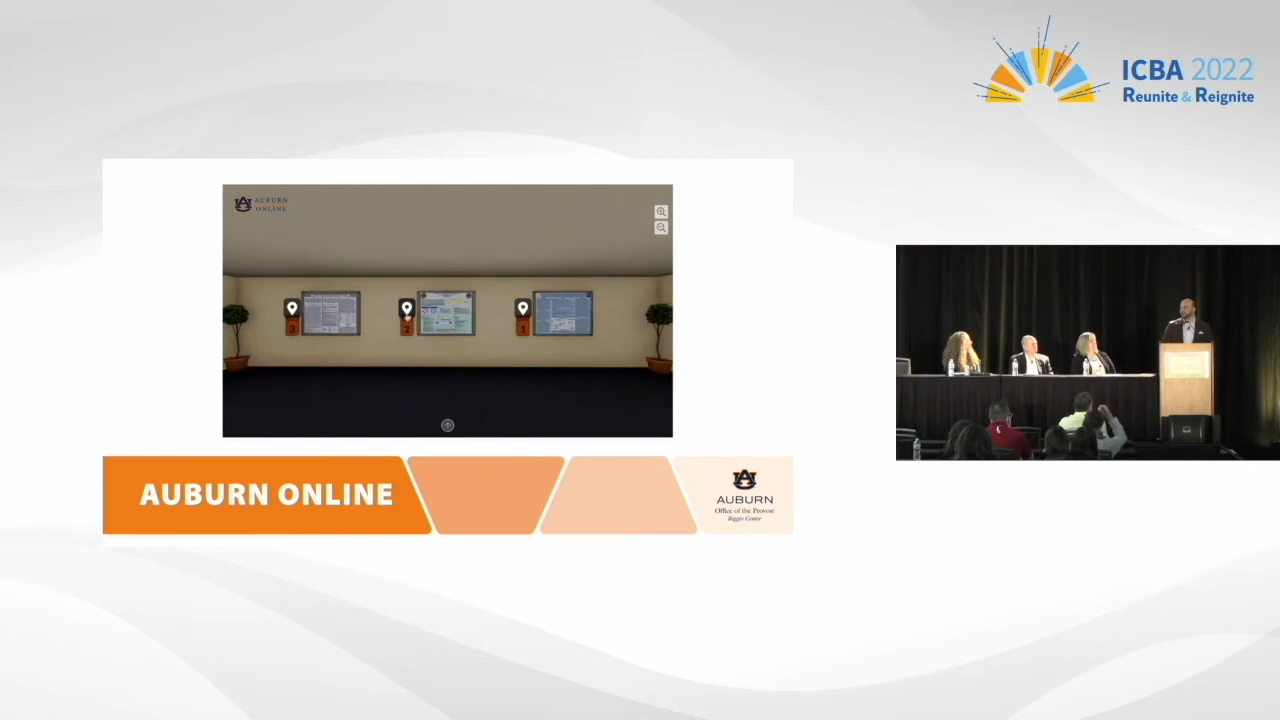 ICBA 2022
Reunite & Reignite
AUBURN
ONLINE
3
2
1
AUBURN ONLINE
AUBURN
Office of the Provost
Biggio Center